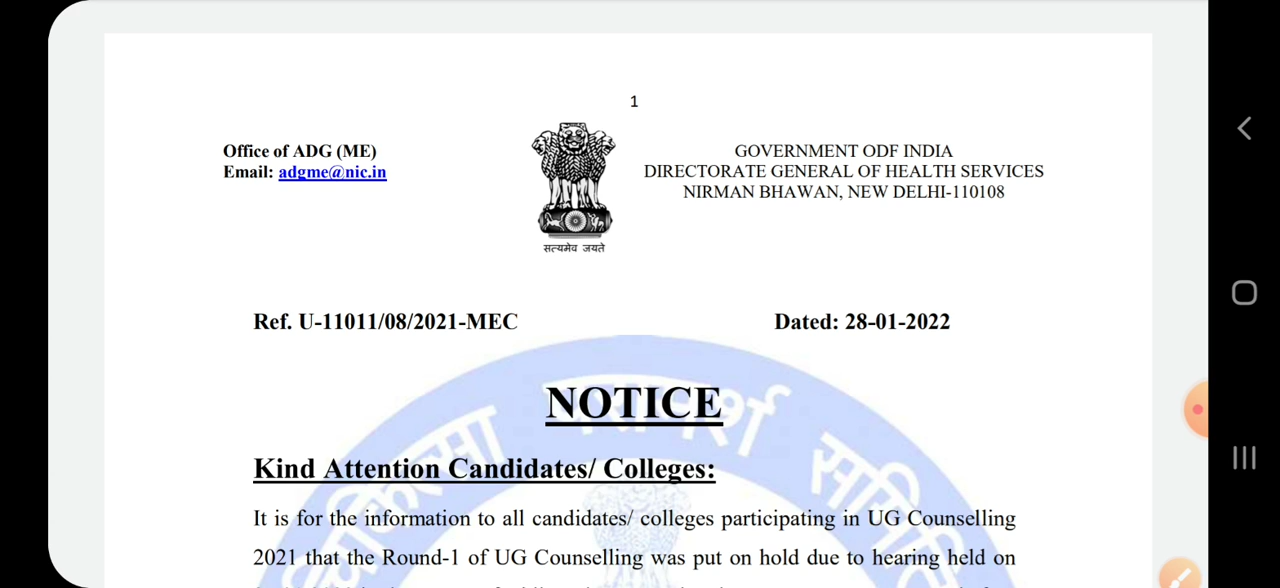 1
Office of ADG (ME)
Email: adgme@nic.in
सत्यमेव जयते
GOVERNMENT ODF INDIA
DIRECTORATE GENERAL OF HEALTH SERVICES
NIRMAN BHAWAN, NEW DELHI-110108
Ref. U-11011/08/2021-MEC
Dated: 28-01-2022
NOTICE
Kind Attention Candidates/ Colleges:
It is for the information to all candidates/ colleges participating in UG Counselling
2021 that the Round-1 of UG Counselling was put on hold due to hearing held on